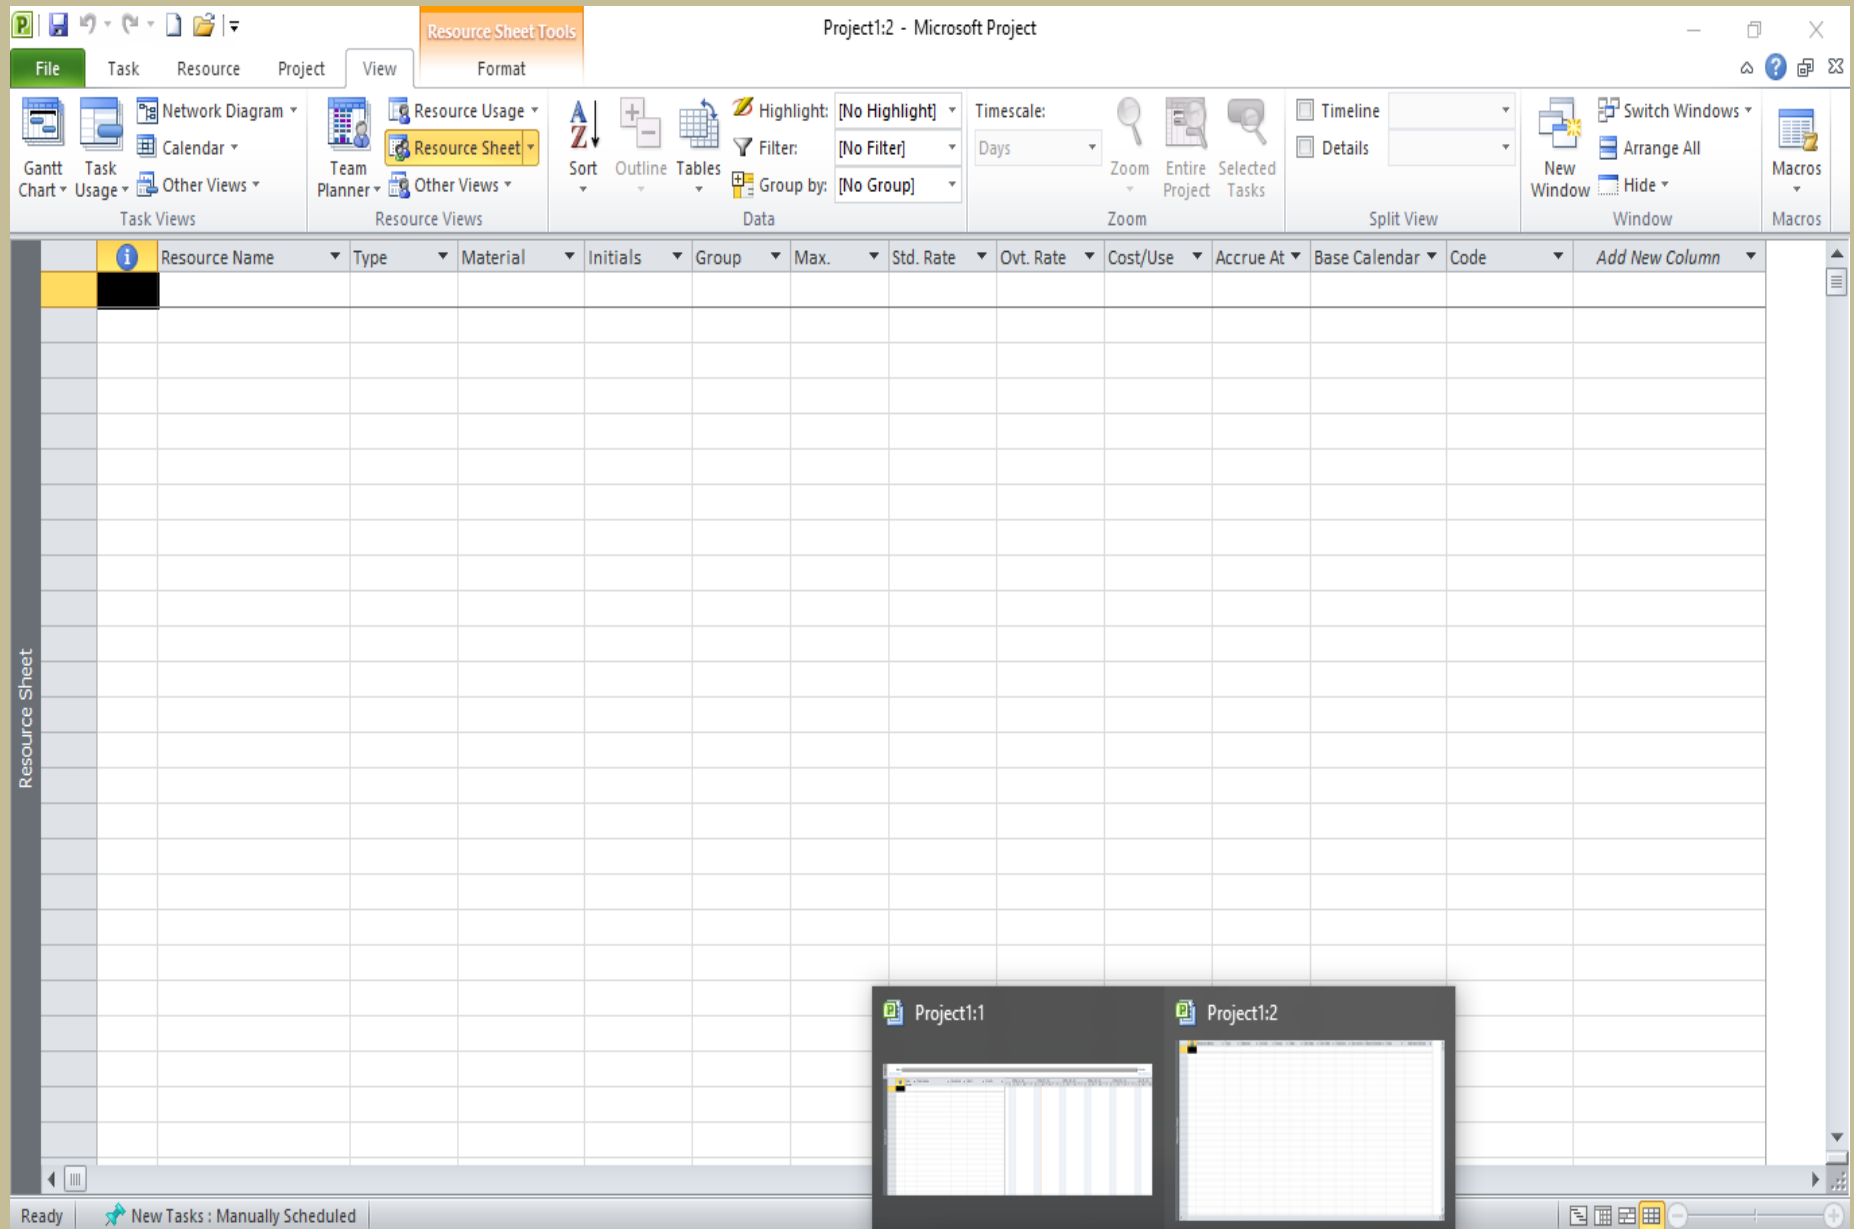 Resource Sheet Tools
Project1:2 - Microsoft Project
File Task Resource Project View Format
Network Diagram
Calendar
Other Views
Gantt Chart
Task Usage
Task Views
Team Planner
Resource Usage
Resource Sheet
Other Views
Resource Views
Sort
Outline
Tables
Highlight: [No Highlight]
Filter: [No Filter]
Group by: [No Group]
Data
Timescale:
Days
Zoom
Entire Project
Selected Tasks
Zoom
Timeline
Details
Split View
New Window
Switch Windows
Arrange All
Hide
Window
Macros
Macros
Resource Name Type Material Initials Group Max. Std. Rate Ovt. Rate Cost/Use Accrue At Base Calendar Code Add New Column
Resource Sheet
Project1:1 Project1:2
Ready New Tasks : Manually Scheduled